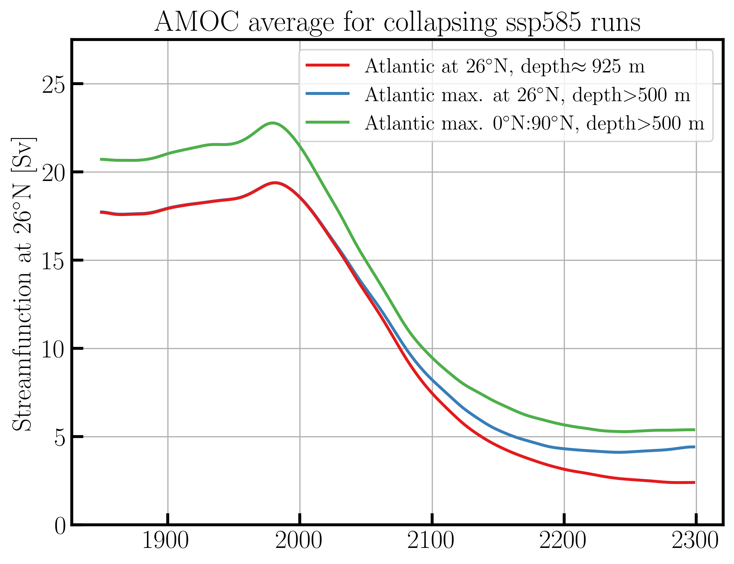 AMOC average for collapsing ssp585 runs
Atlantic at 26°N, depth≈ 925 m
Atlantic max. at 26°N, depth>500 m
Atlantic max. 0°N:90°N, depth>500 m
Streamfunction at 26°N [Sv]
25
20
15
10
5
0
1900 2000 2100 2200 2300